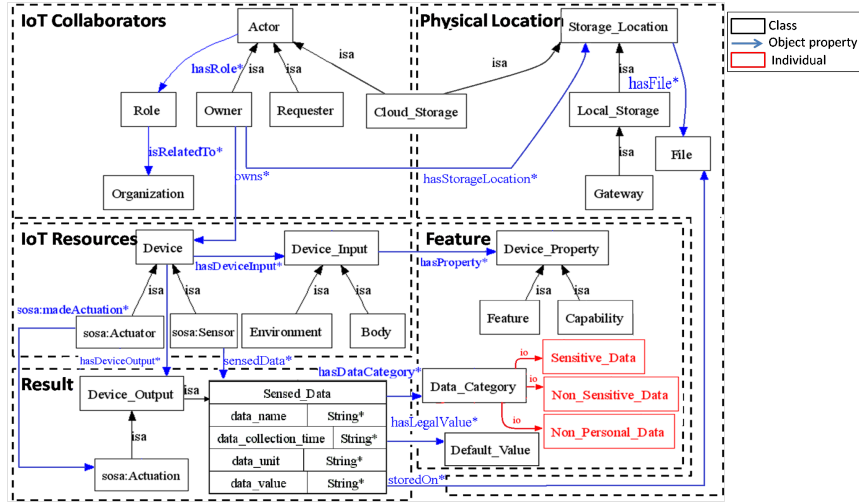 IoT Collaborators
Physical Location
Class
Object property
Individual
Actor
Storage_Location
hasRole*
isa
isa
isa
isa
isa
hasFile*
Role
Owner
Requester
Cloud_Storage
Local_Storage
isRelatedTo*
File
isa
owns*
hasStorageLocation*
Organization
Gateway
IoT Resources
Feature
Device
Device_Input
Device_Property
hasDeviceInput*
hasProperty*
isa
isa
isa
isa
isa
isa
sosa:madeActuation*
sosa:Actuator
sosa:Sensor
Environment
Body
Feature
Capability
hasDeviceOutput*
sensedData*
hasDataCategory*
Sensitive_Data
io
Result
Device_Output
isa
Sensed_Data
Data_Category
io
Non_Sensitive_Data
data_name
String*
hasLegalValue*
io
Non_Personal_Data
isa
data_collection_time
String*
Default_Value
data_unit
String*
sosa:Actuation
data_value
String*
storedOn*